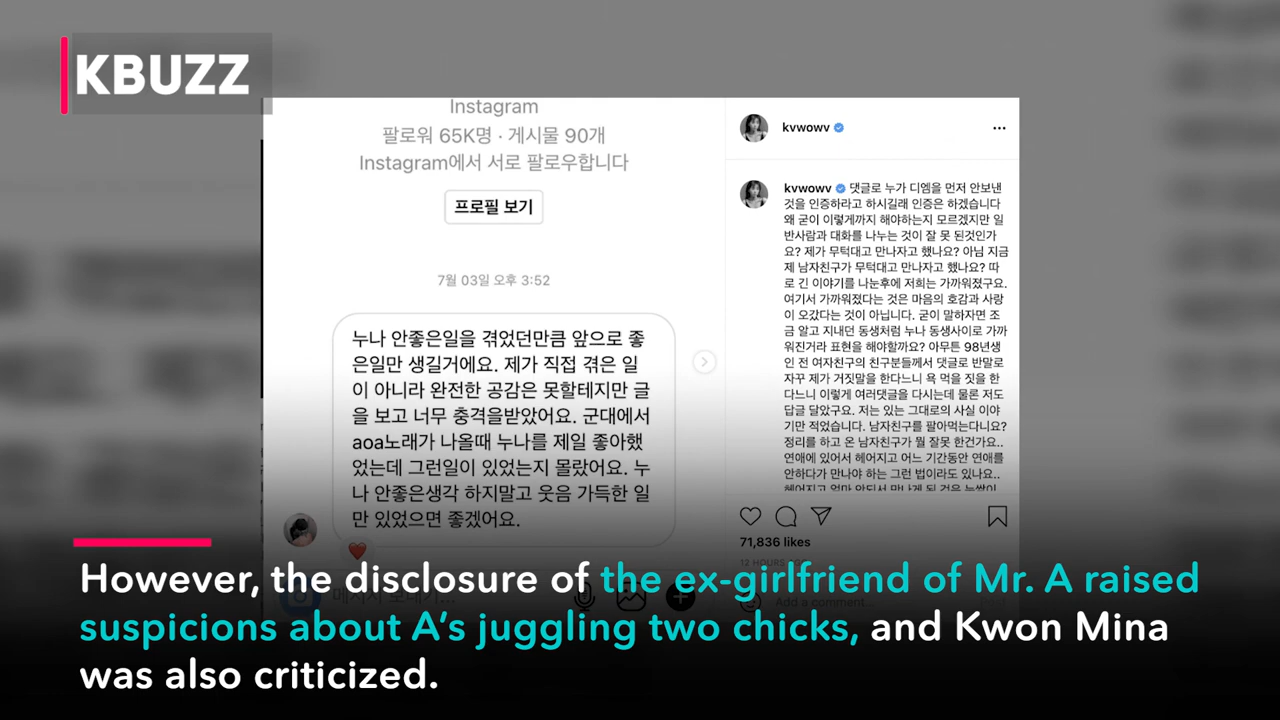 KBUZZ
Instagram
팔로워 65K명 · 게시물 90개
Instagram에서 서로 팔로우합니다
프로필 보기
7월 03일 오후 3:52
누나 안좋은일을 겪었던만큼 앞으로 좋
은일만 생길거에요. 제가 직접 겪은 일
이 아니라 완전한 공감은 못할테지만 글
을 보고 너무 충격을받았어요. 군대에서
aoa노래가 나올때 누나를 제일 좋아했
었는데 그런일이 있었는지 몰랐어요. 누
나 안좋은생각 하지말고 웃음 가득한 일
만 있었으면 좋겠어요.
메시지 보내기...
kvwowv
kvwowv 댓글로 누가 디엠을 먼저 안보낸
것을 인증하라고 하시길래 인증은 하겠습니다
왜 굳이 이렇게까지 해야하는지 모르겠지만 일
반사람과 대화를 나누는 것이 잘 못 된것인가
요? 제가 무턱대고 만나자고 했나요? 아님 지금
제 남자친구가 무턱대고 만나자고 했나요? 따
로 긴 이야기를 나눈후에 저희는 가까워졌구요.
여기서 가까워졌다는 것은 마음의 호감과 사랑
이 오갔다는 것이 아닙니다. 굳이 말하자면 조
금 알고 지내던 동생처럼 누나 동생사이로 가까
워진거라 표현을 해야할까요? 아무튼 98년생
인 전 여자친구의 친구분들께서 댓글로 반말로
자꾸 제가 거짓말을 한다느니 욕 먹을 짓을 한
다느니 이렇게 여러댓글을 다시는데 물론 저도
답글 달았구요. 저는 있는 그대로의 사실 이야
기만 적었습니다. 남자친구를 팔아먹는다니요?
정리를 하고 온 남자친구가 뭘 잘못 한건가요..
연애에 있어서 헤어지고 어느 기간동안 연애를
안하다가 만나야 하는 그런 법이라도 있나요..
71,836 likes
12 HOURS AGO
Add a comment...
However, the disclosure of the ex-girlfriend of Mr. A raised
suspicions about A's juggling two chicks, and Kwon Mina
was also criticized.